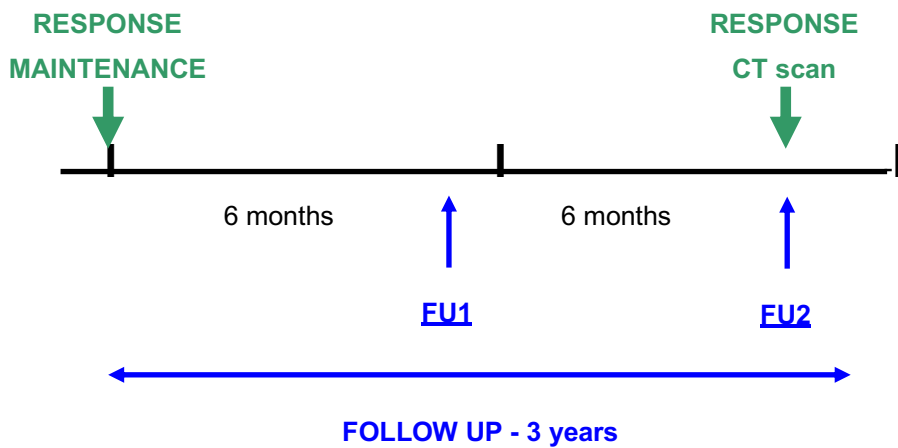 RESPONSE
MAINTENANCE
RESPONSE
CT scan
6 months
6 months
FU1
FU2
FOLLOW UP - 3 years